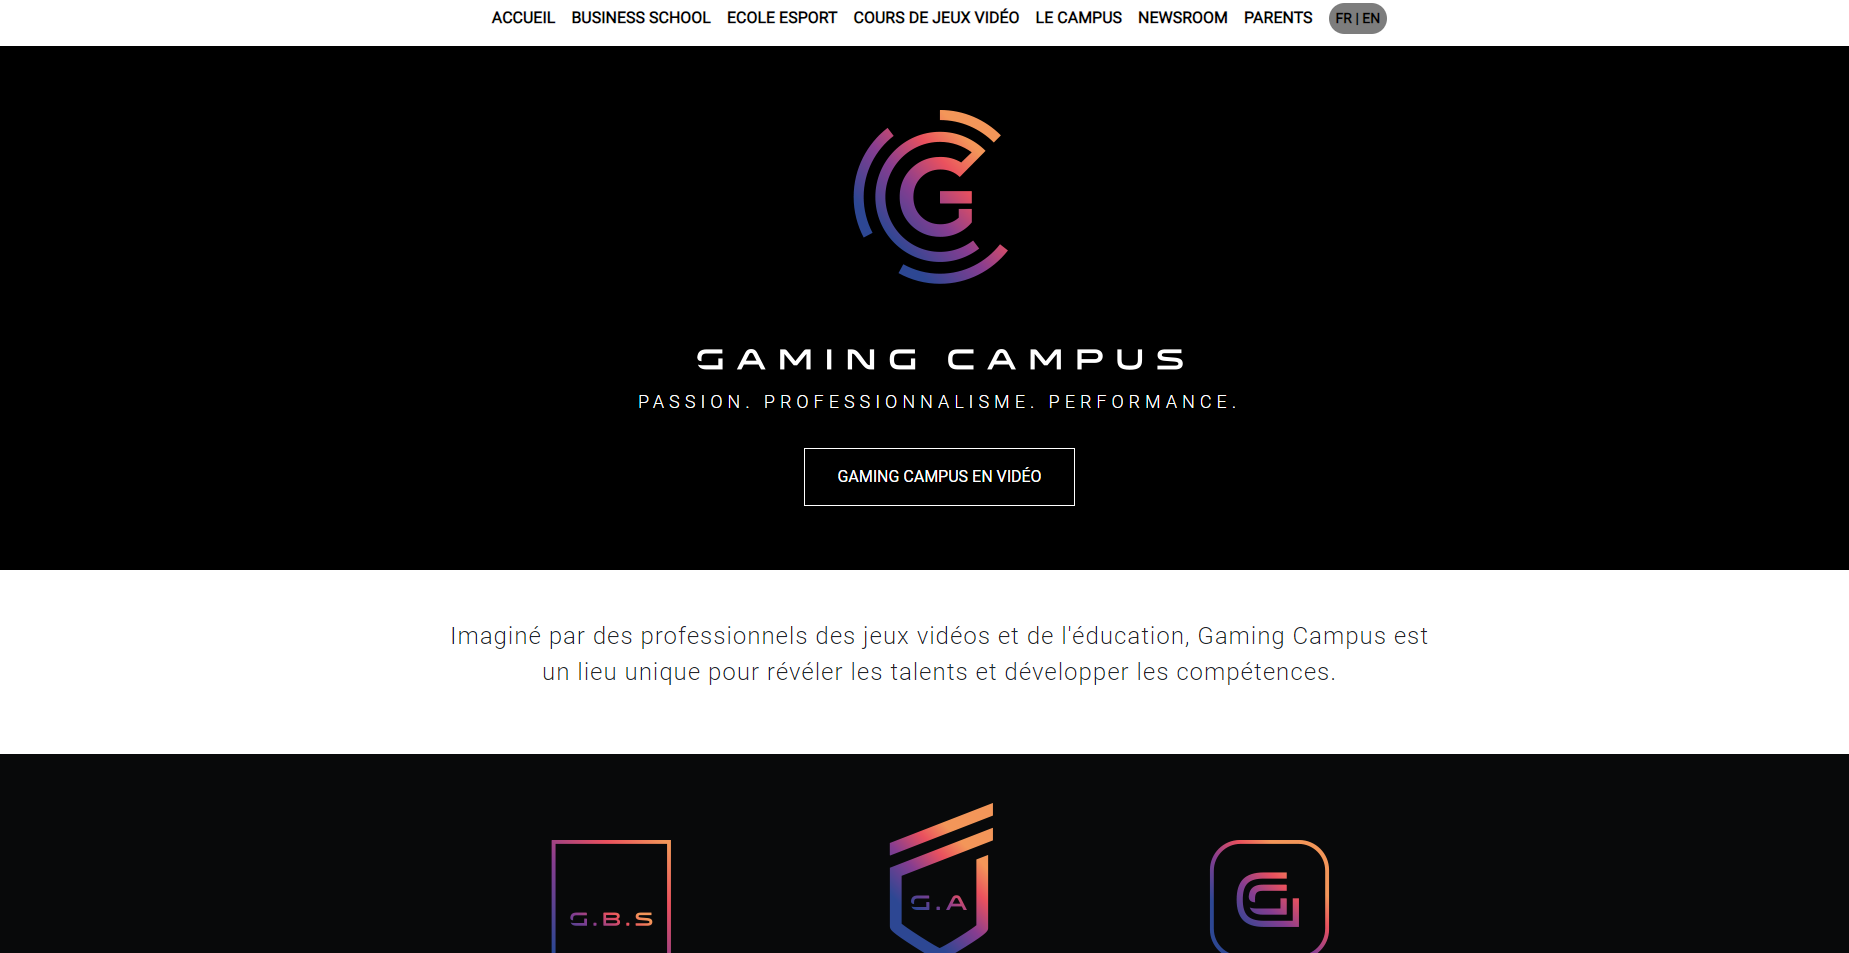 ACCUEIL BUSINESS SCHOOL ECOLE ESPORT COURS DE JEUX VIDÉO LE CAMPUS NEWSROOM PARENTS FR | EN
GAMING CAMPUS
PASSION. PROFESSIONNALISME. PERFORMANCE.
GAMING CAMPUS EN VIDÉO
Imaginé par des professionnels des jeux vidéos et de l'éducation, Gaming Campus est
un lieu unique pour révéler les talents et développer les compétences.
G.B.S G.A G